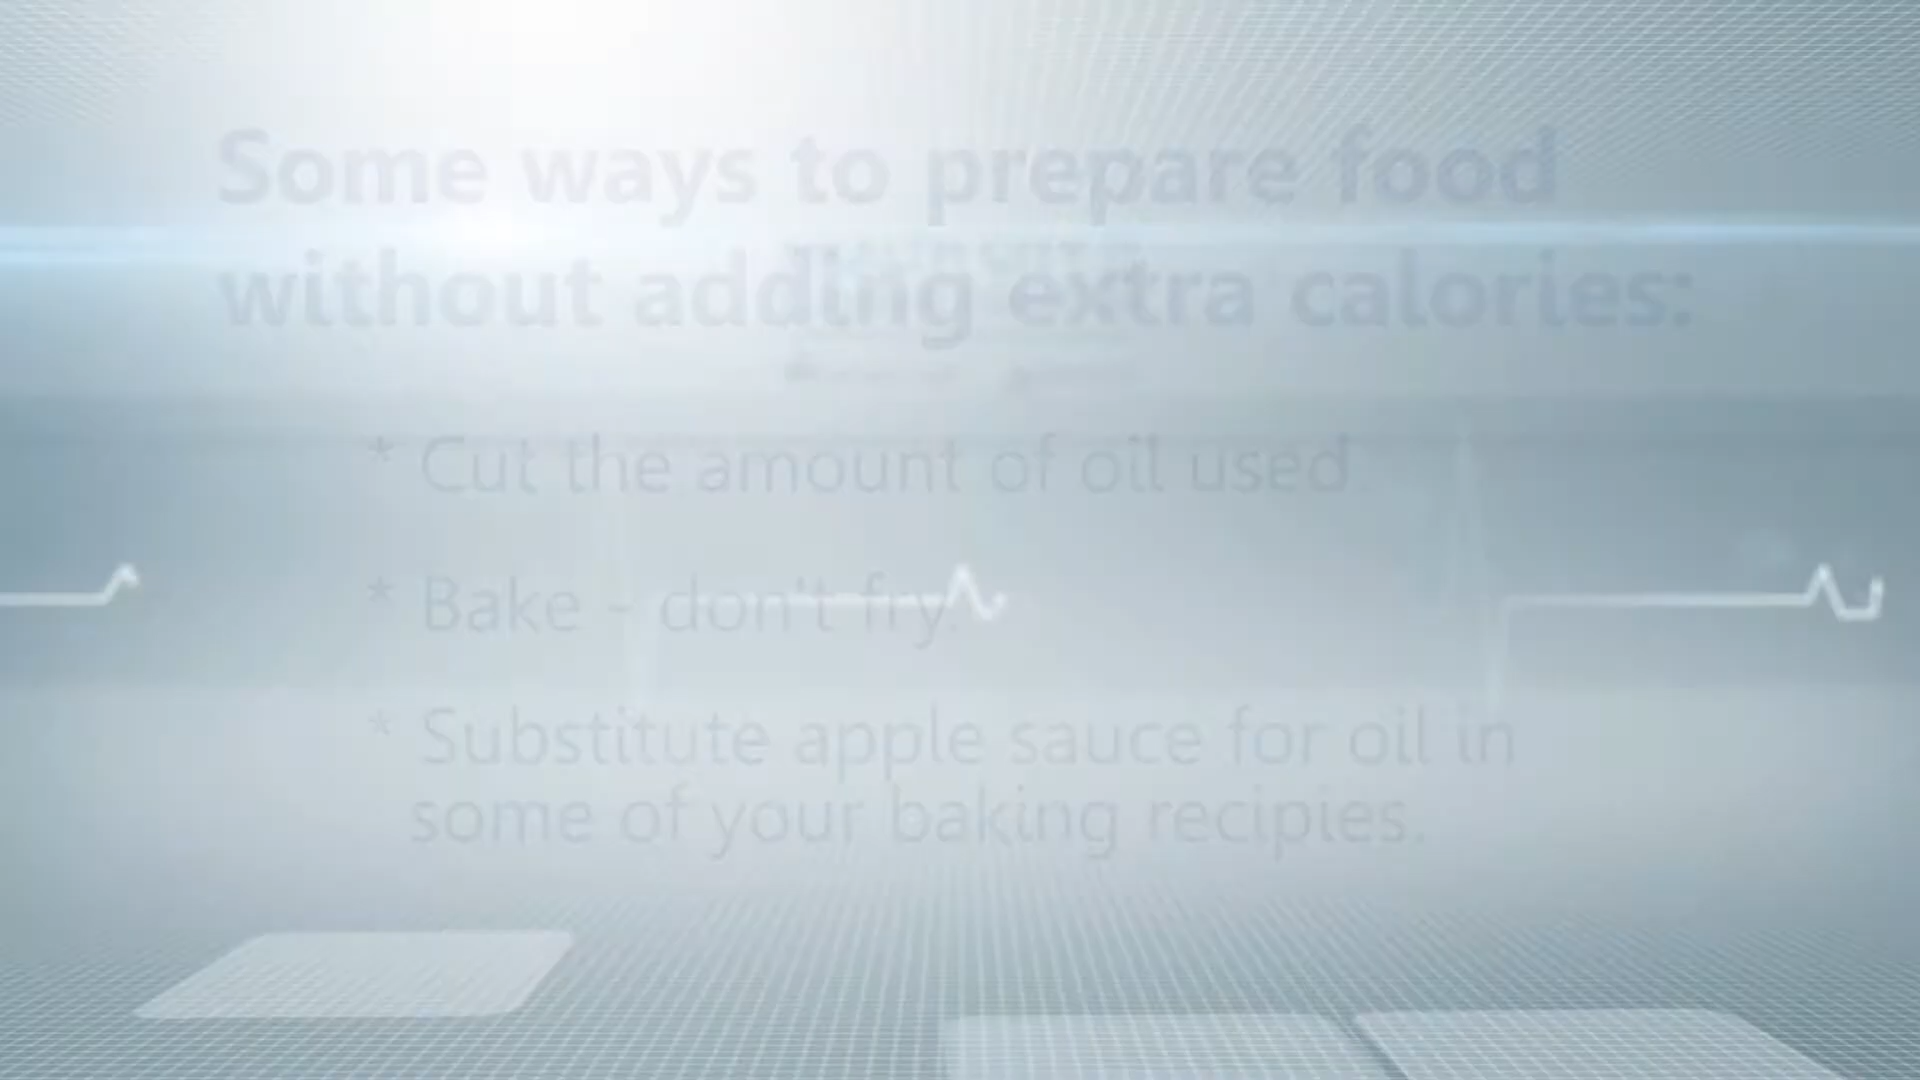 Some ways to prepare food
without adding extra calories:
* Cut the amount of oil used
* Bake - don't fry.
* Substitute apple sauce for oil in
some of your baking recipies.